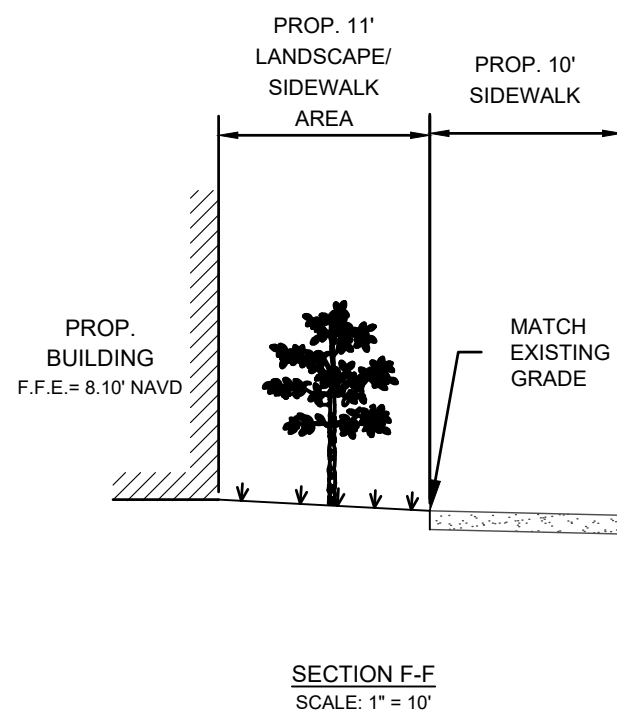 PROP. 11'
LANDSCAPE/
SIDEWALK
AREA
PROP. 10'
SIDEWALK
PROP.
BUILDING
F.F.E.= 8.10' NAVD
MATCH
EXISTING
GRADE
SECTION F-F
SCALE: 1" = 10'